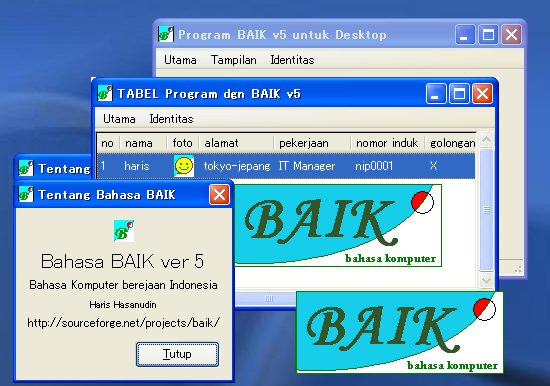 Program BAIK v5 untuk Desktop
Utama Tampilan Identitas
TABEL Program dgn BAIK v5
Utama Identitas
no nama foto alamat pekerjaan nomor induk golongan
1 haris tokyo-jepang IT Manager nip0001 X
BAIK
bahasa komputer
Tentang
Tentang Bahasa BAIK
B
Bahasa BAIK ver 5
Bahasa Komputer berejaan Indonesia
Haris Hasanudin
http://sourceforge.net/projects/baik/
Tutup
BAIK
bahasa komputer